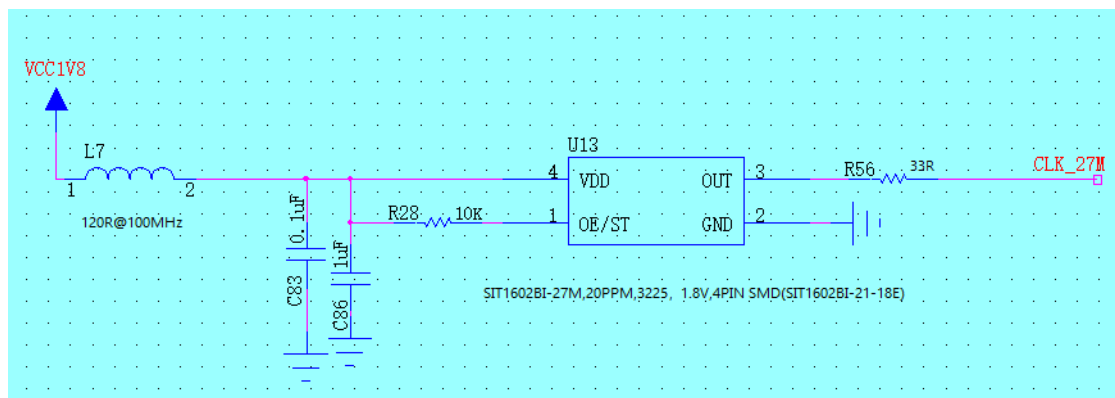 VCC1V8
L7
1 2
120R@100MHz
0.1uF
C83
1uF
C86
R28 10K
U13
4 VDD OUT 3
1 OE/ST GND 2
R56 33R
CLK_27M
SIT1602BI-27M,20PPM,3225, 1.8V,4PIN SMD(SIT1602BI-21-18E)